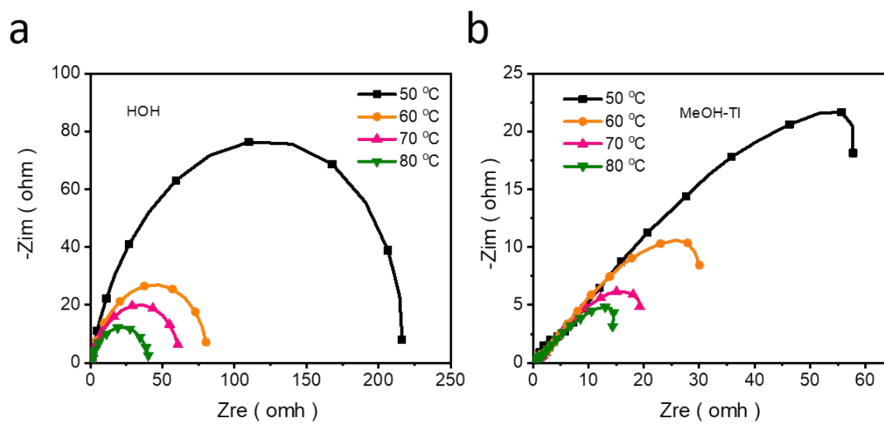 a
b
100
80
60
40
20
0
-Zim ( ohm )
HOH
50 °C
60 °C
70 °C
80 °C
0 50 100 150 200 250
Zre ( omh )
25
20
15
10
5
0
-Zim ( ohm )
50 °C
60 °C
70 °C
80 °C
MeOH-TI
0 10 20 30 40 50 60
Zre ( omh )